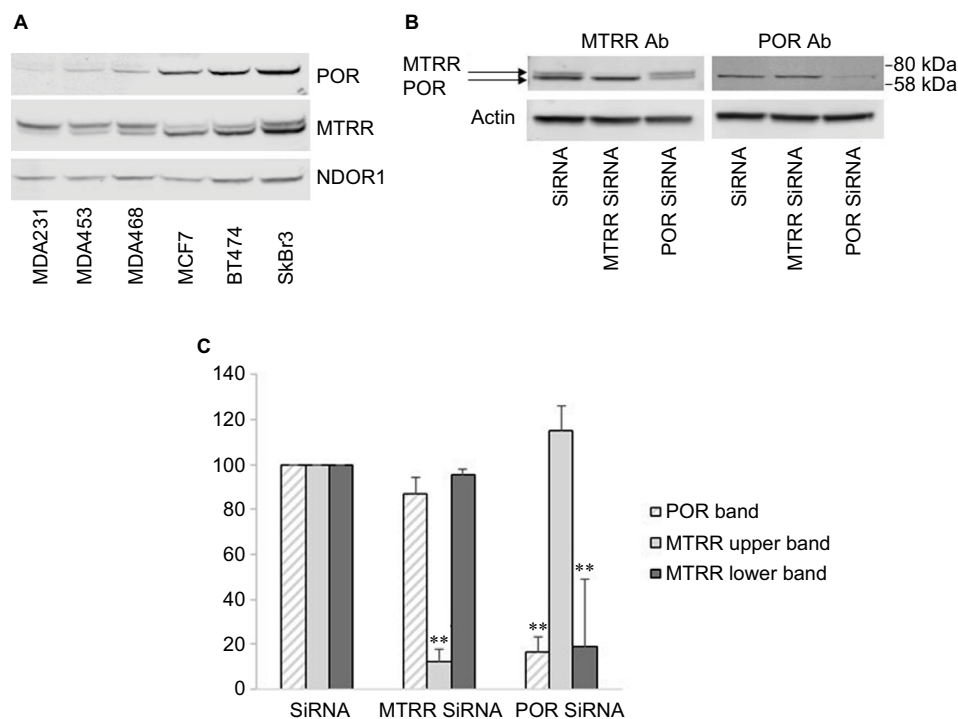 A
POR
MTRR
NDOR1
MDA231
MDA453
MDA468
MCF7
BT474
SkBr3
B
MTRR Ab
POR Ab
MTRR
POR
80 kDa
58 kDa
Actin
SiRNA
MTRR SiRNA
POR SiRNA
SiRNA
MTRR SiRNA
POR SiRNA
C
140
120
100
80
60
40
20
0
**
**
**
SiRNA
MTRR SiRNA
POR SiRNA
POR band
MTRR upper band
MTRR lower band